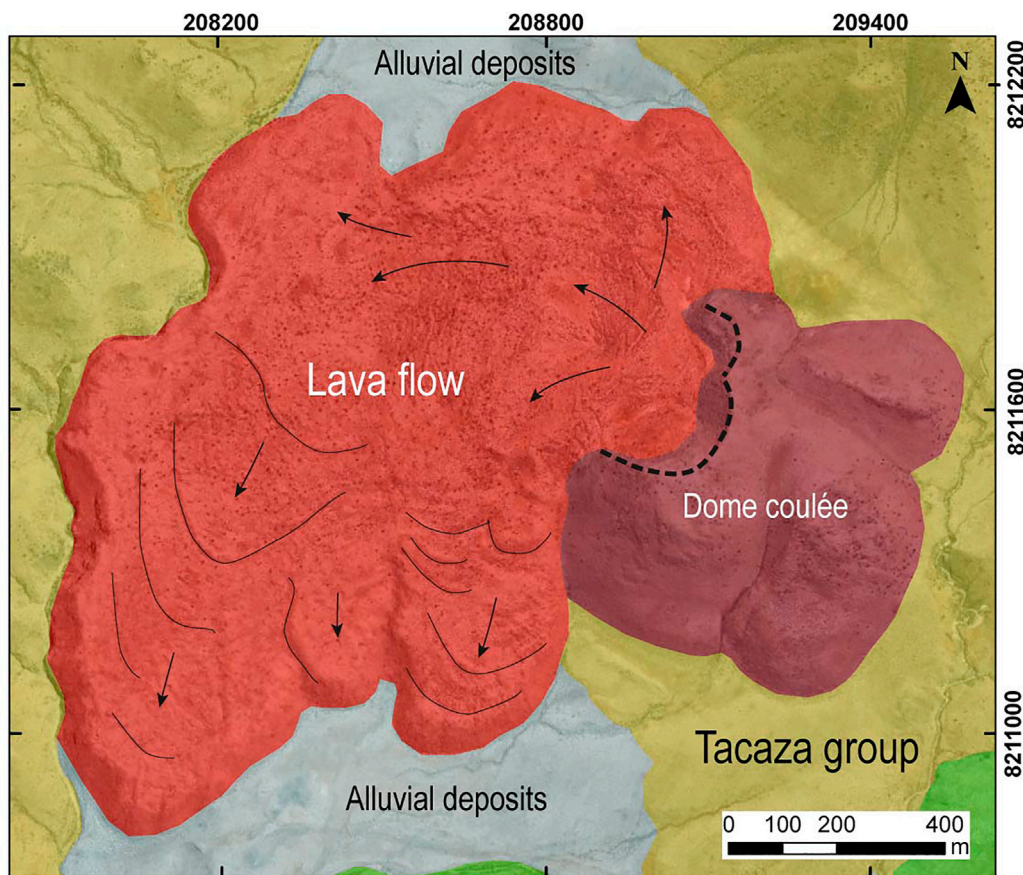 208200 208800 209400
Alluvial deposits
N
8212200
Lava flow
8211600
Dome coulée
8211000
Tacaza group
Alluvial deposits
0 100 200 400
m